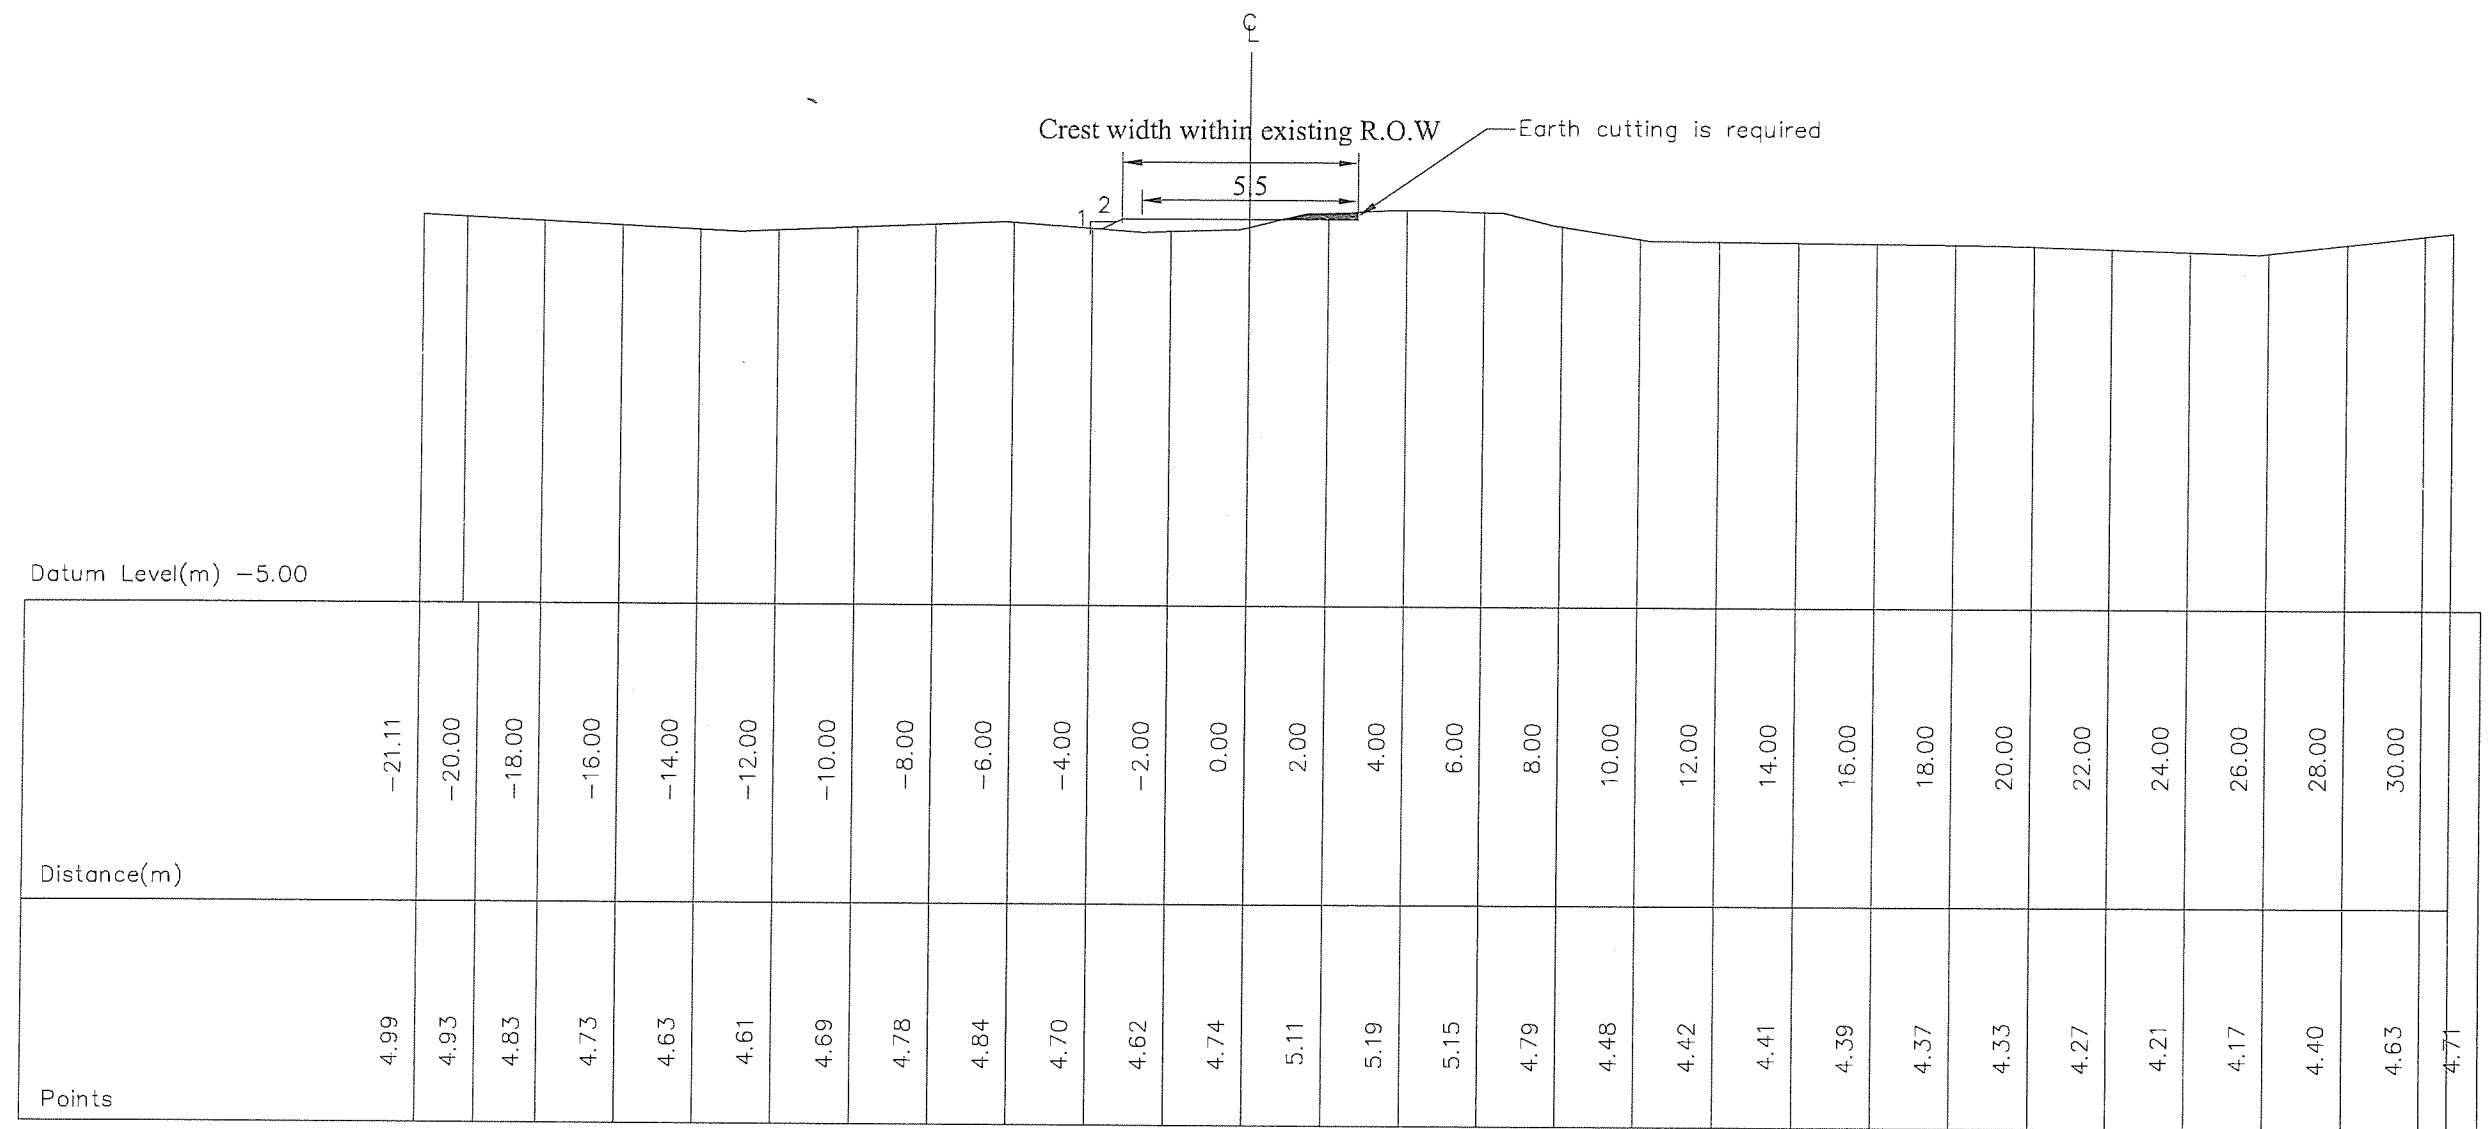 ℄
Crest width within existing R.O.W
Earth cutting is required
5.5
1
2
Datum Level(m) -5.00
-21.11 -20.00 -18.00 -16.00 -14.00 -12.00 -10.00 -8.00 -6.00 -4.00 -2.00 0.00 2.00 4.00 6.00 8.00 10.00 12.00 14.00 16.00 18.00 20.00 22.00 24.00 26.00 28.00 30.00
Distance(m)
4.99 4.93 4.83 4.73 4.63 4.61 4.69 4.78 4.84 4.70 4.62 4.74 5.11 5.19 5.15 4.79 4.48 4.42 4.41 4.39 4.37 4.33 4.27 4.21 4.17 4.40 4.63 4.71
Points